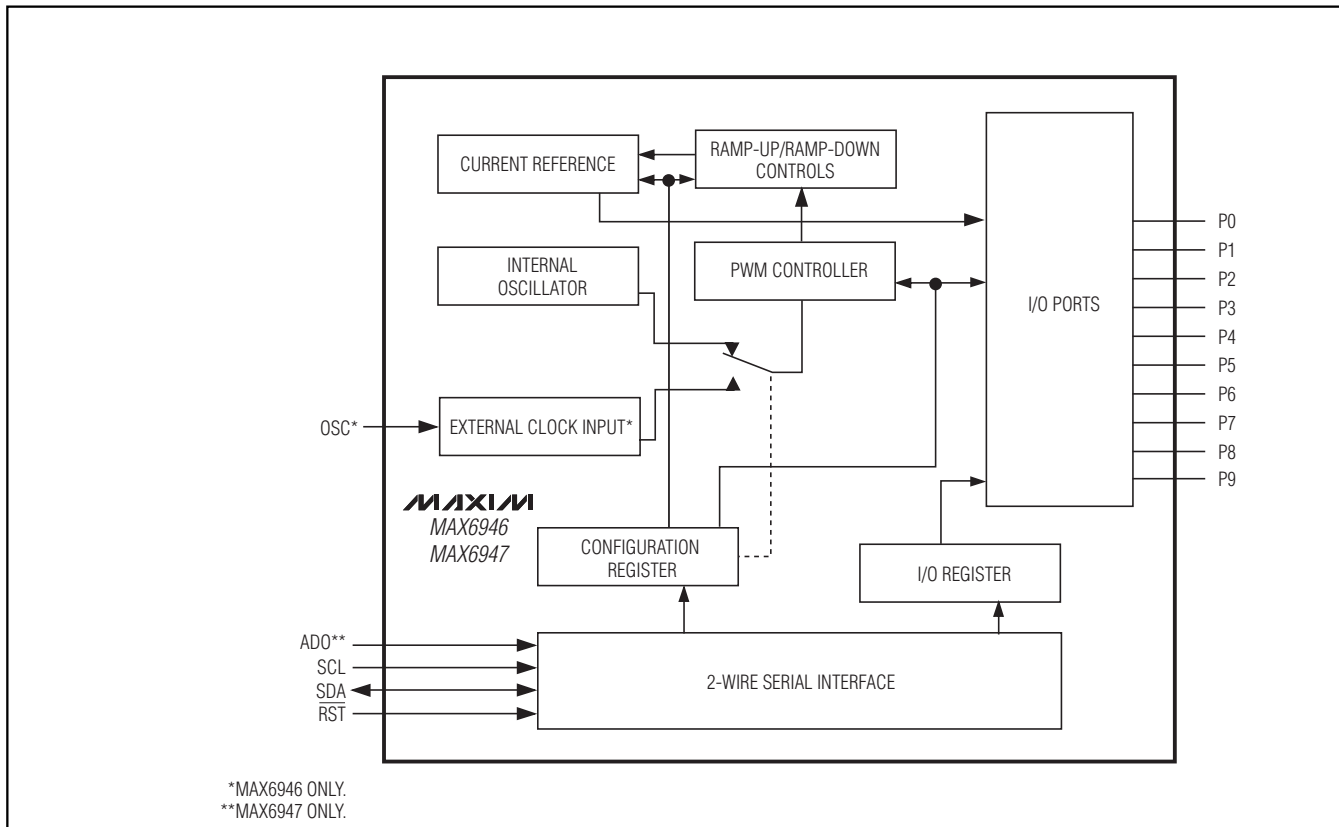 CURRENT REFERENCE
RAMP-UP/RAMP-DOWN
CONTROLS
INTERNAL
OSCILLATOR
PWM CONTROLLER
I/O PORTS
P0
P1
P2
P3
P4
P5
P6
P7
P8
P9
OSC*
EXTERNAL CLOCK INPUT*
MAXIM
MAX6946
MAX6947
CONFIGURATION
REGISTER
I/O REGISTER
AD0**
SCL
SDA
RST
2-WIRE SERIAL INTERFACE
*MAX6946 ONLY.
**MAX6947 ONLY.